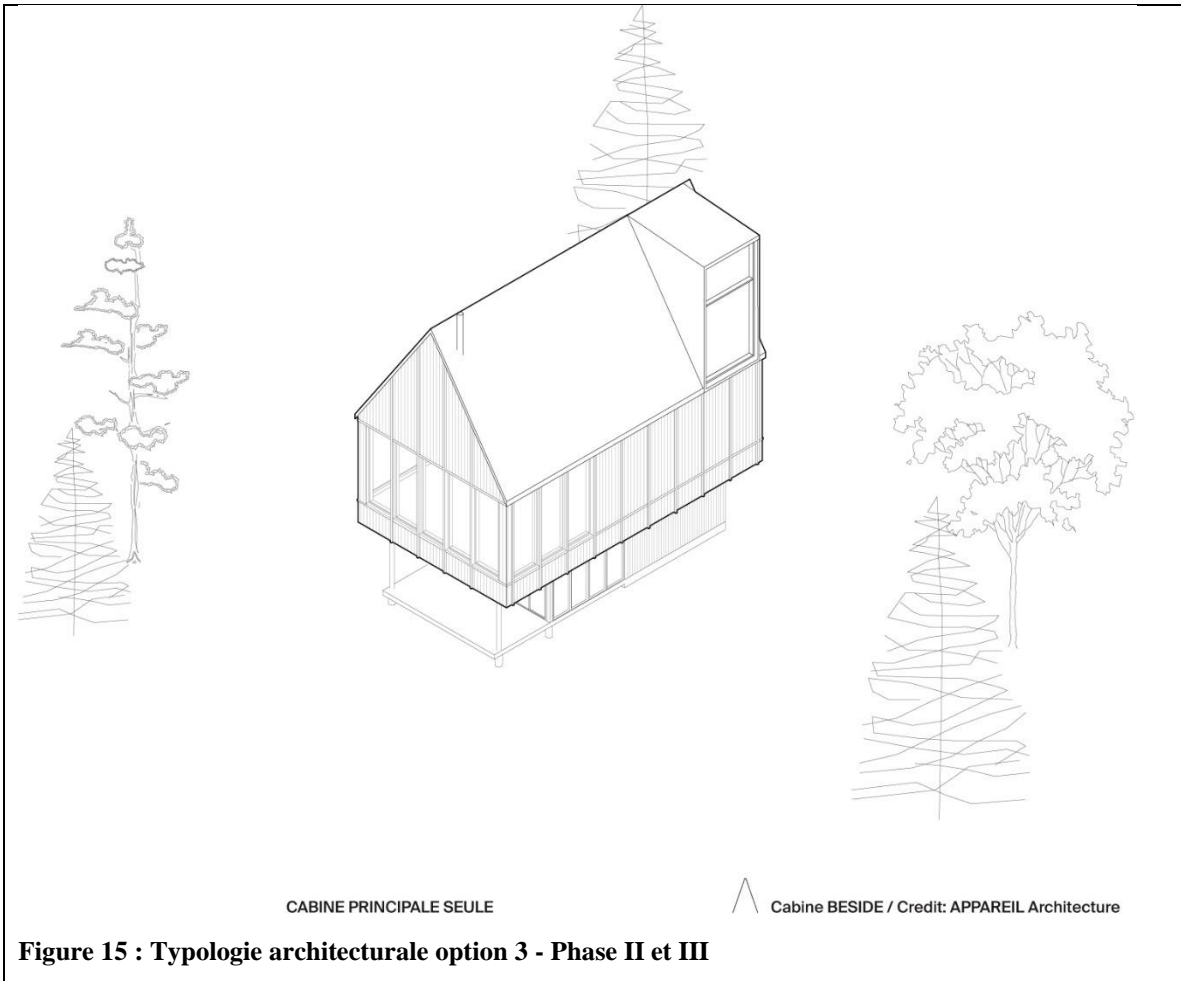 CABINE PRINCIPALE SEULE
Cabine BESIDE / Credit: APPAREIL Architecture
Figure 15 : Typologie architecturale option 3 - Phase II et III